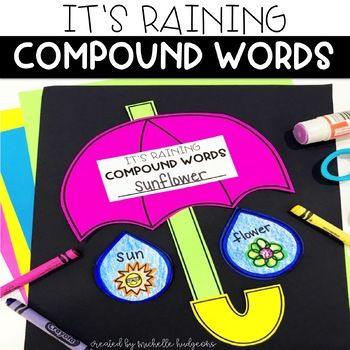 IT'S RAINING
COMPOUND WORDS
IT'S RAINING
COMPOUND WORDS
Sunflower
sun
flower
Crayola
created by michelle hudgeons